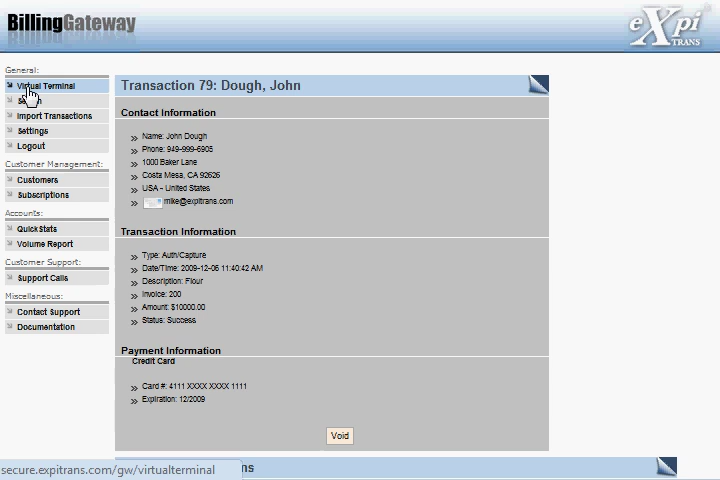 BillingGateway
eXpi
TRANS
General:
Virtual Terminal
Import Transactions
Settings
Logout
Customer Management:
Customers
Subscriptions
Accounts:
QuickStats
Volume Report
Customer Support:
Support Calls
Miscellaneous:
Contact Support
Documentation
Transaction 79: Dough, John
Contact Information
Name: John Dough
Phone: 949-999-6905
1000 Baker Lane
Costa Mesa, CA 92626
USA - United States
mike@expitrans.com
Transaction Information
Type: Auth/Capture
Date/Time: 2009-12-06 11:40:42 AM
Description: Flour
Invoice: 200
Amount: $10000.00
Status: Success
Payment Information
Credit Card
Card #: 4111 XXXX XXXX 1111
Expiration: 12/2009
Void
secure.expitrans.com/gw/virtualterminal